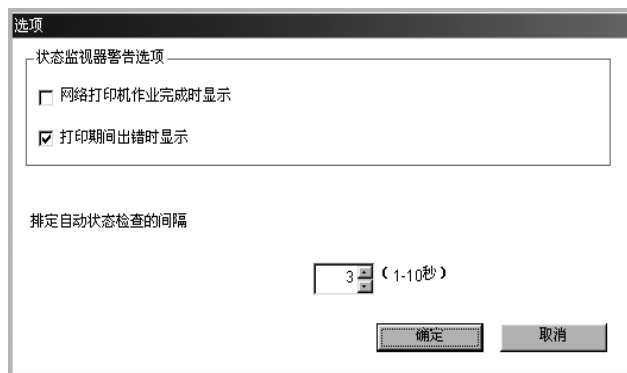 选项
状态监视器警告选项
网络打印机作业完成时显示
打印期间出错时显示
排定自动状态检查的间隔
3 (1-10秒)
确定 取消